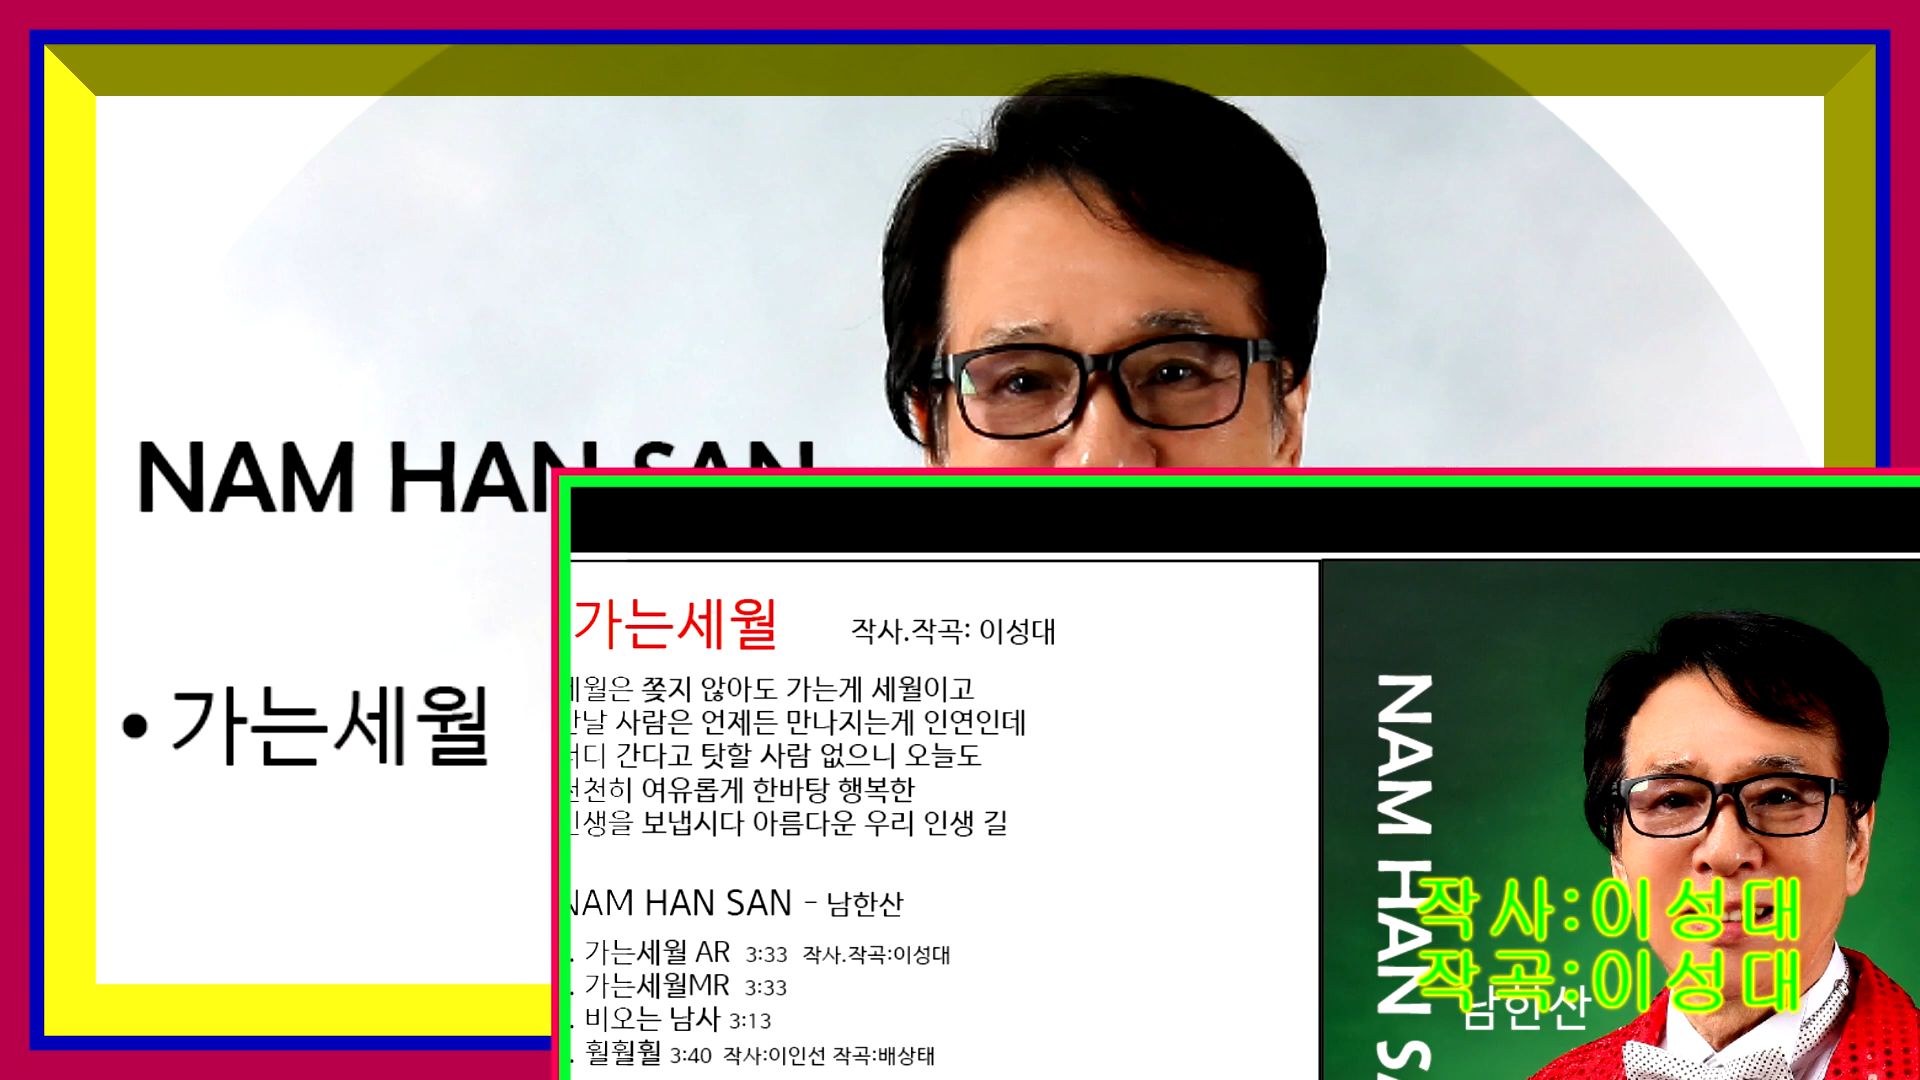 NAM HAN SAN
• 가는세월
가는세월 작사.작곡: 이성대
세월은 쫒지 않아도 가는게 세월이고
만날 사람은 언제든 만나지는게 인연인데
어디 간다고 탓할 사람 없으니 오늘도
천천히 여유롭게 한바탕 행복한
인생을 보냅시다 아름다운 우리 인생 길
NAM HAN SAN - 남한산
. 가는세월 AR 3:33 작사.작곡:이성대
. 가는세월MR 3:33
. 비오는 남사 3:13
. 훨훨훨 3:40 작사:이인선 작곡:배상태
NAM HAN SA
남한산
작사:이성대
작곡:이성대